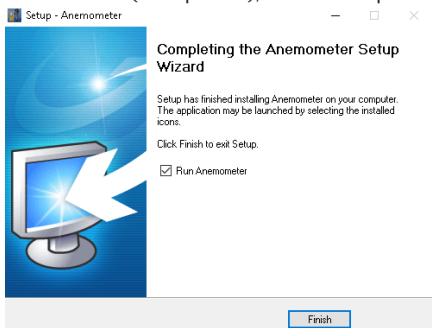 Setup - Anemometer
Completing the Anemometer Setup
Wizard
Setup has finished installing Anemometer on your computer.
The application may be launched by selecting the installed
icons.
Click Finish to exit Setup.
Run Anemometer
Finish